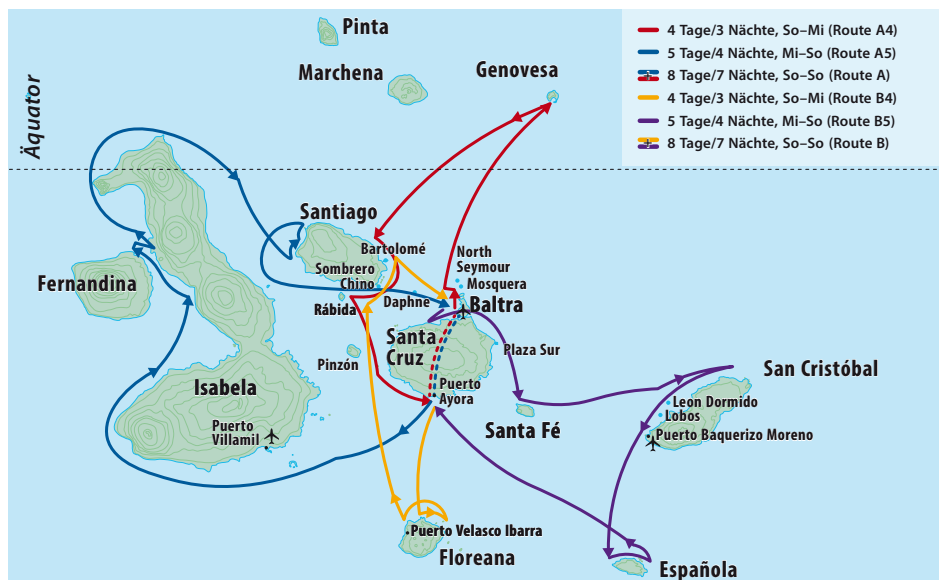 Pinta
Marchena
Genovesa
4 Tage/3 Nächte, So–Mi (Route A4)
5 Tage/4 Nächte, Mi–So (Route A5)
8 Tage/7 Nächte, So–So (Route A)
4 Tage/3 Nächte, So–Mi (Route B4)
5 Tage/4 Nächte, Mi–So (Route B5)
8 Tage/7 Nächte, So–So (Route B)
Äquator
Santiago
Bartolomé
Sombrero
Chino
North
Seymour
Mosquera
Fernandina
Rábida
Daphne
Baltra
Santa
Cruz
Plaza Sur
Pinzón
Isabela
Puerto
Ayora
San Cristóbal
Leon Dormido
Lobos
Puerto Baquerizo Moreno
Puerto
Villamil
Santa Fé
Puerto Velasco Ibarra
Floreana
Española